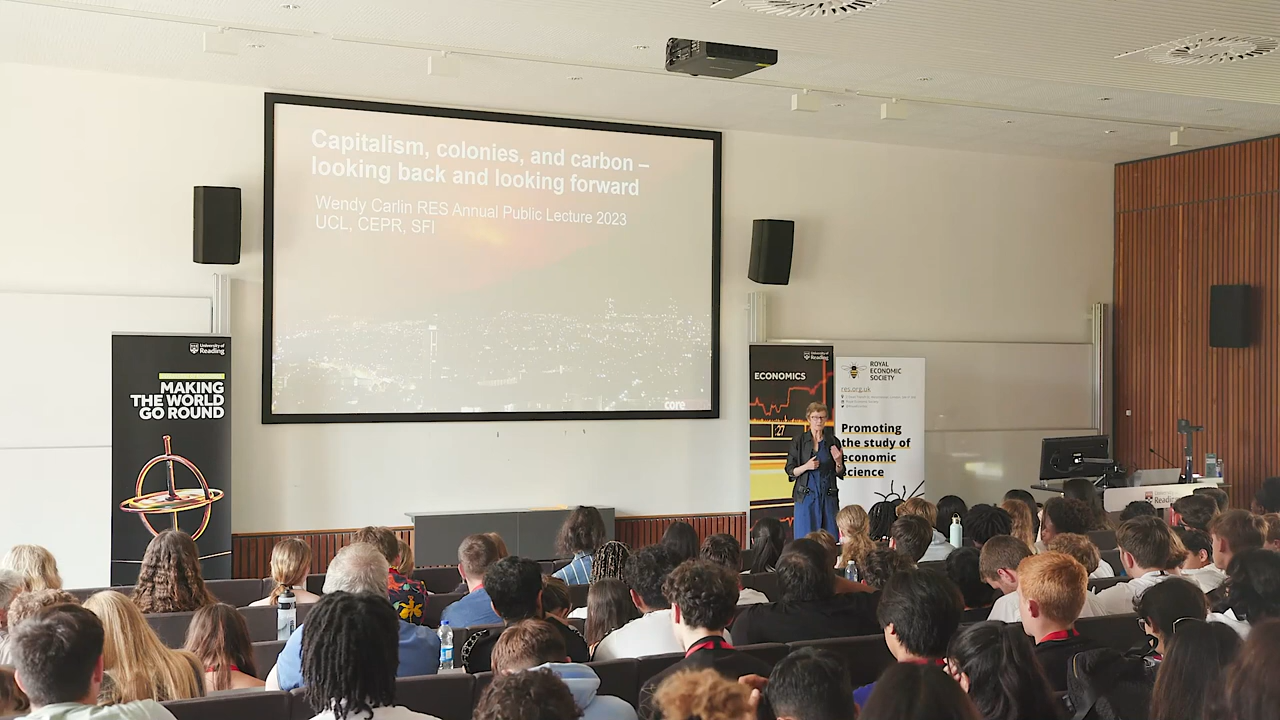 Capitalism, colonies, and carbon –
looking back and looking forward
Wendy Carlin RES Annual Public Lecture 2023
UCL, CEPR, SFI
core
University of
Reading
MAKING
THE WORLD
GO ROUND
University of
Reading
ECONOMICS
:27
ROYAL
ECONOMIC
SOCIETY
res.org.uk
Promoting
the study of
economic
science
Reading